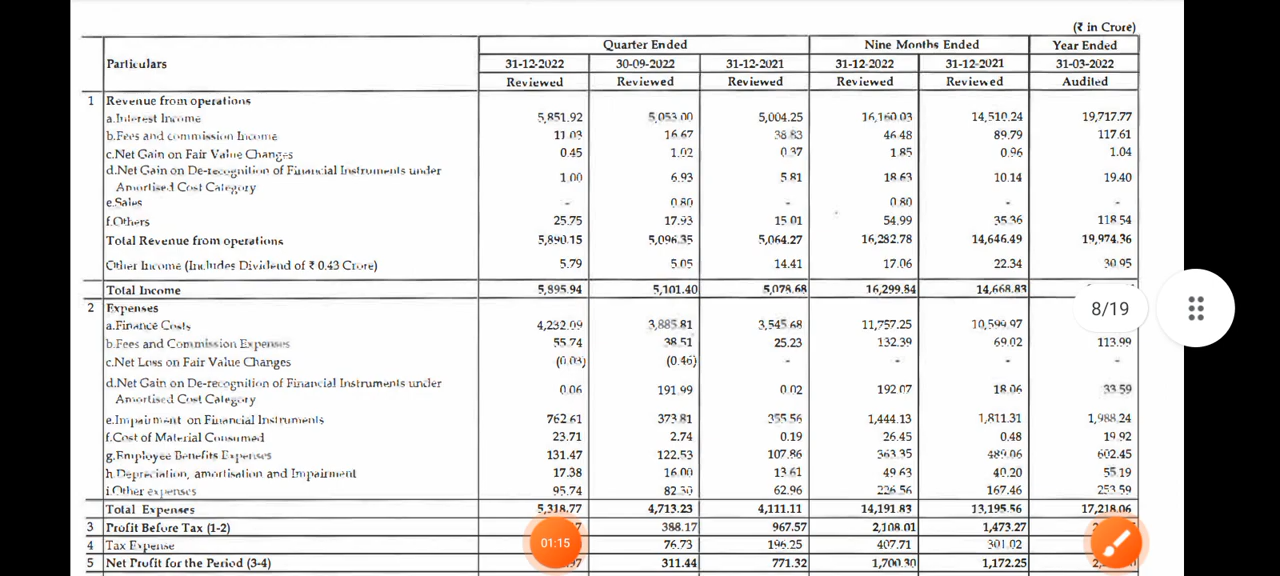 (₹ in Crore)
Particulars Quarter Ended Nine Months Ended Year Ended
31-12-2022 30-09-2022 31-12-2021 31-12-2022 31-12-2021 31-03-2022
Reviewed Reviewed Reviewed Reviewed Reviewed Audited
1 Revenue from operations
a.Interest Income 5,851.92 5,053.00 5,004.25 16,160.03 14,510.24 19,717.77
b.Fees and commission Income 11.03 16.67 38.83 46.48 89.79 117.61
c.Net Gain on Fair Value Changes 0.45 1.02 0.37 1.85 0.96 1.04
d.Net Gain on De-recognition of Financial Instruments under
Amortised Cost Category 1.00 6.93 5.81 18.63 10.14 19.40
e.Sales - 0.80 - 0.80 - -
f.Others 25.75 17.93 15.01 54.99 35.36 118.54
Total Revenue from operations 5,890.15 5,096.35 5,064.27 16,282.78 14,646.49 19,974.36
Other Income (Includes Dividend of ₹ 0.43 Crore) 5.79 5.05 14.41 17.06 22.34 30.95
Total Income 5,895.94 5,101.40 5,078.68 16,299.84 14,668.83
8/19
2 Expenses
a.Finance Costs 4,232.09 3,885.81 3,545.68 11,757.25 10,599.97
b.Fees and Commission Expenses 55.74 38.51 25.23 132.39 69.02 113.99
c.Net Loss on Fair Value Changes (0.03) (0.46) - - - -
d.Net Gain on De-recognition of Financial Instruments under
Amortised Cost Category 0.06 191.99 0.02 192.07 18.06 33.59
e.Impairment on Financial Instruments 762.61 373.81 355.56 1,444.13 1,811.31 1,988.24
f.Cost of Material Consumed 23.71 2.74 0.19 26.45 0.48 19.92
g.Employee Benefits Expenses 131.47 122.53 107.86 363.35 489.06 602.45
h.Depreciation, amortisation and Impairment 17.38 16.00 13.61 49.63 40.20 55.19
i.Other expenses 95.74 82.30 62.96 226.56 167.46 253.59
Total Expenses 5,318.77 4,713.23 4,111.11 14,191.83 13,195.56 17,218.06
3 Profit Before Tax (1-2) 388.17 967.57 2,108.01 1,473.27
4 Tax Expense 76.73 196.25 407.71 301.02
01:15
5 Net Profit for the Period (3-4) 311.44 771.32 1,700.30 1,172.25